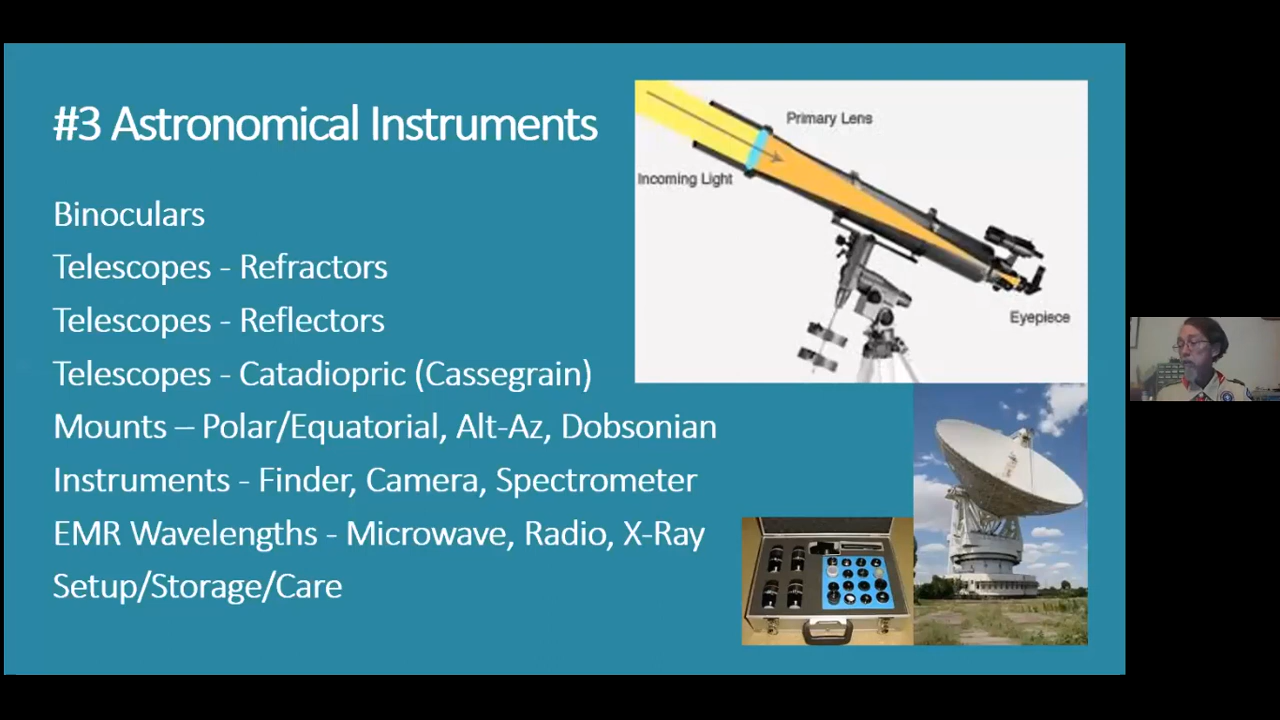 #3 Astronomical Instruments
Binoculars
Telescopes - Refractors
Telescopes - Reflectors
Telescopes - Catadiopric (Cassegrain)
Mounts – Polar/Equatorial, Alt-Az, Dobsonian
Instruments - Finder, Camera, Spectrometer
EMR Wavelengths - Microwave, Radio, X-Ray
Setup/Storage/Care
Primary Lens
Incoming Light
Eyepiece